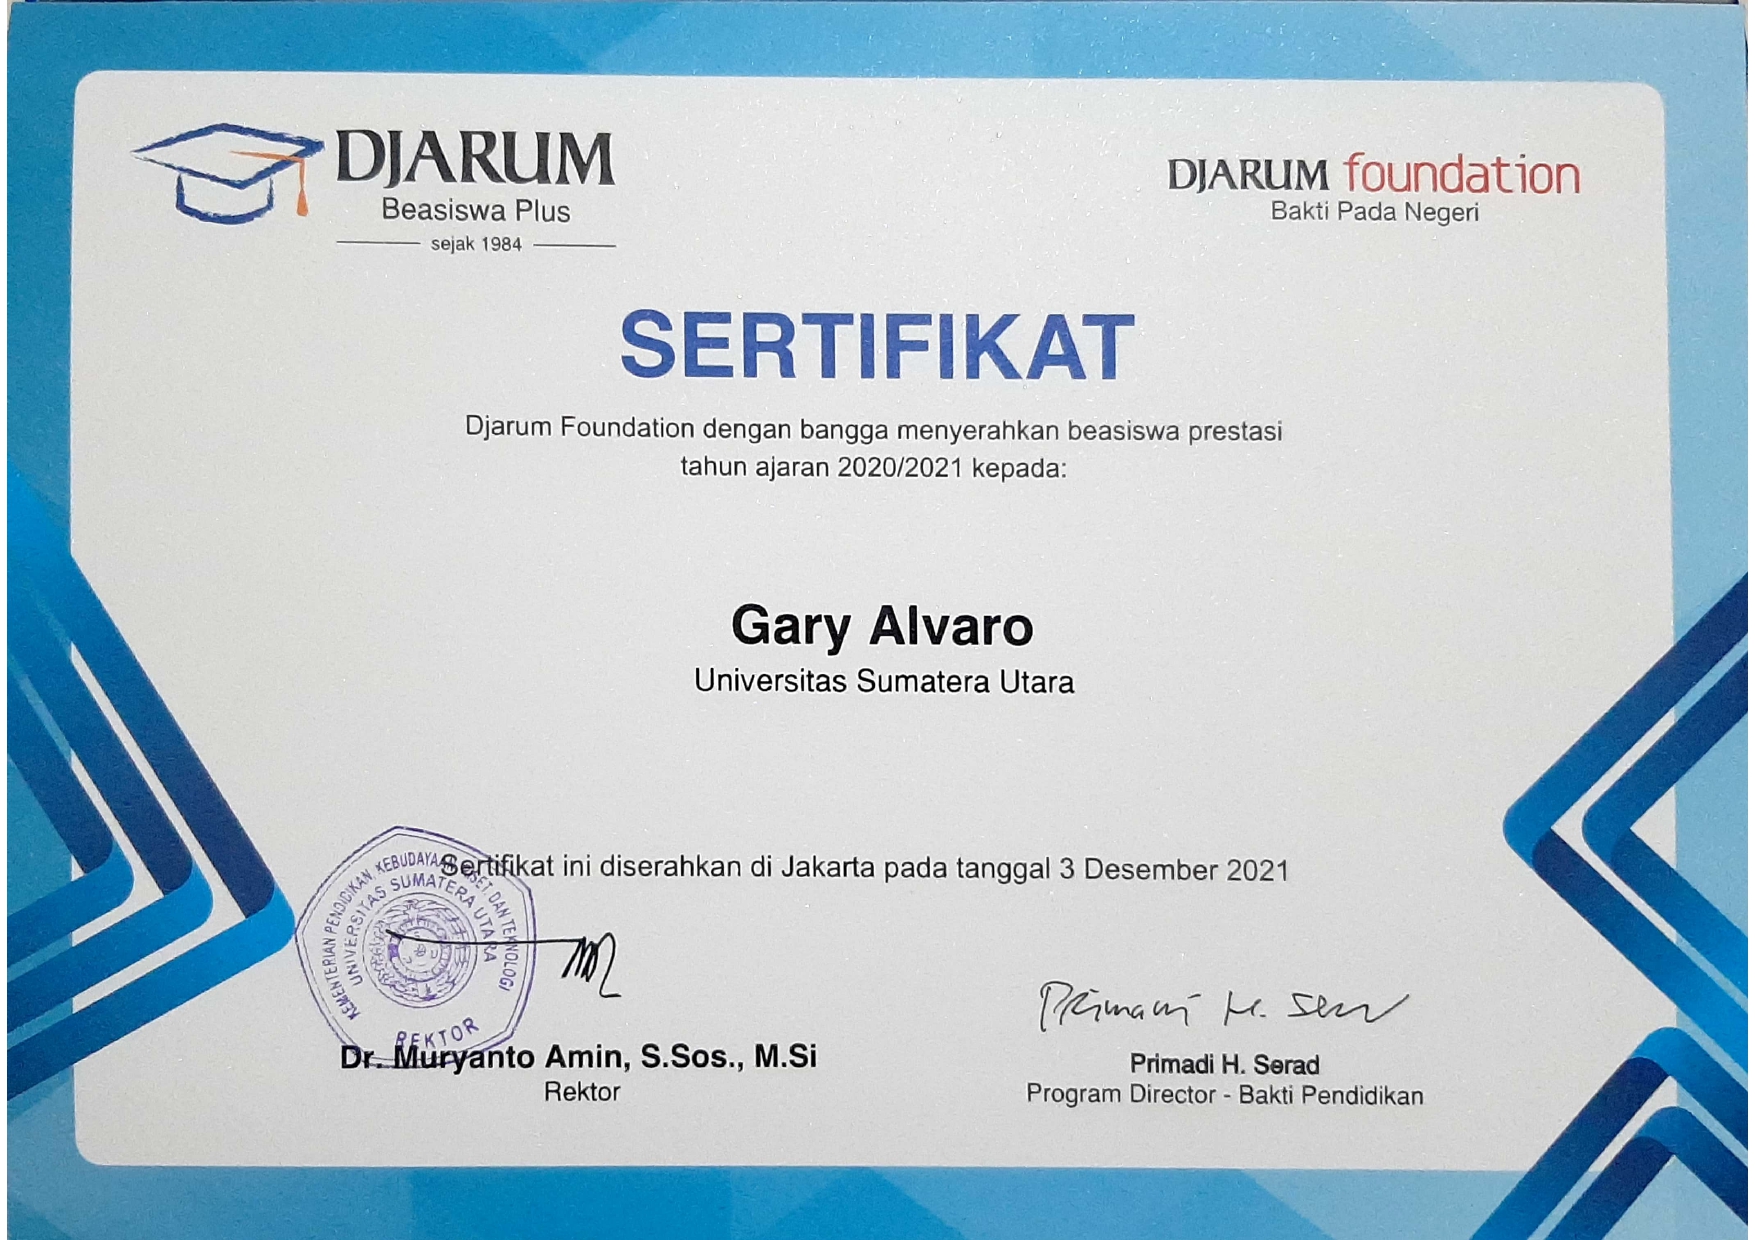 DJARUM
Beasiswa Plus
sejak 1984
DJARUM foundation
Bakti Pada Negeri
SERTIFIKAT
Djarum Foundation dengan bangga menyerahkan beasiswa prestasi
tahun ajaran 2020/2021 kepada:
Gary Alvaro
Universitas Sumatera Utara
Sertifikat ini diserahkan di Jakarta pada tanggal 3 Desember 2021
KEMENTERIAN PENDIDIKAN, KEBUDAYAAN, RISET DAN TEKNOLOGI
UNIVERSITAS SUMATERA UTARA
REKTOR
Primadi H. Serad
Dr. Muryanto Amin, S.Sos., M.Si
Rektor
Primadi H. Serad
Program Director - Bakti Pendidikan